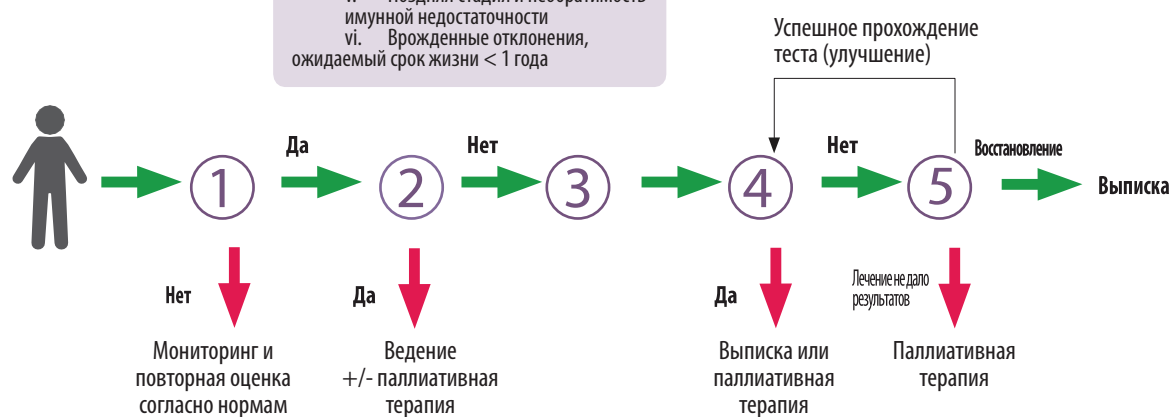 имунной недостаточности
vi. Врожденные отклонения,
ожидаемый срок жизни < 1 года
Успешное прохождение
теста (улучшение)
Да
Нет
Нет
Восстановление
1
2
3
4
5
Выписка
Нет
Да
Да
Лечение не дало
результатов
Мониторинг и
повторная оценка
согласно нормам
Ведение
+/- паллиативная
терапия
Выписка или
паллиативная
терапия
Паллиативная
терапия